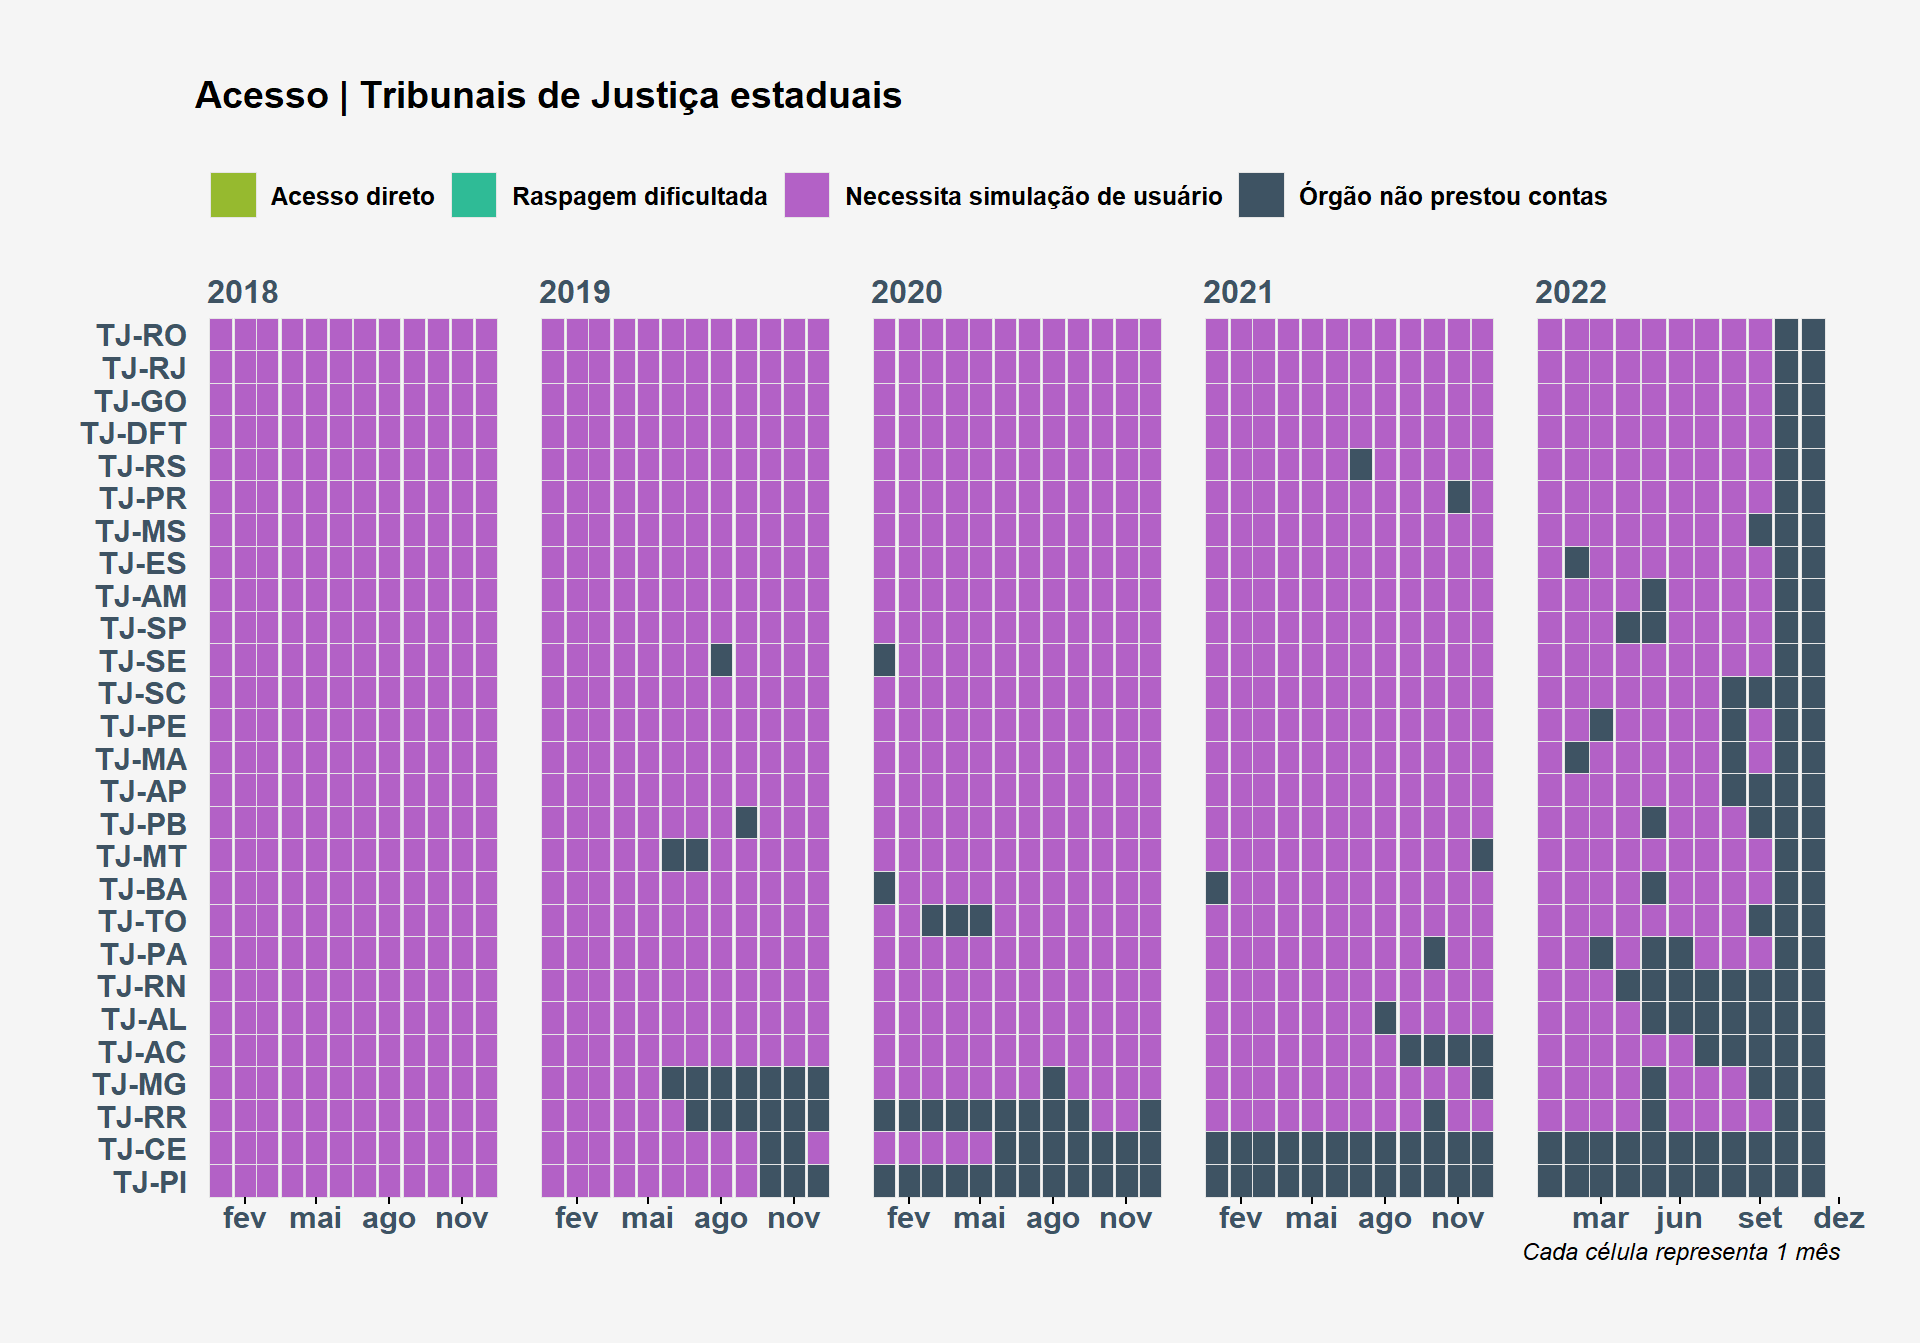 Acesso | Tribunais de Justiça estaduais
Acesso direto Raspagem dificultada Necessita simulação de usuário Órgão não prestou contas
2018 2019 2020 2021 2022
TJ-RO
TJ-RJ
TJ-GO
TJ-DFT
TJ-RS
TJ-PR
TJ-MS
TJ-ES
TJ-AM
TJ-SP
TJ-SE
TJ-SC
TJ-PE
TJ-MA
TJ-AP
TJ-PB
TJ-MT
TJ-BA
TJ-TO
TJ-PA
TJ-RN
TJ-AL
TJ-AC
TJ-MG
TJ-RR
TJ-CE
TJ-PI
fev mai ago nov fev mai ago nov fev mai ago nov fev mai ago nov mar jun set dez
Cada célula representa 1 mês